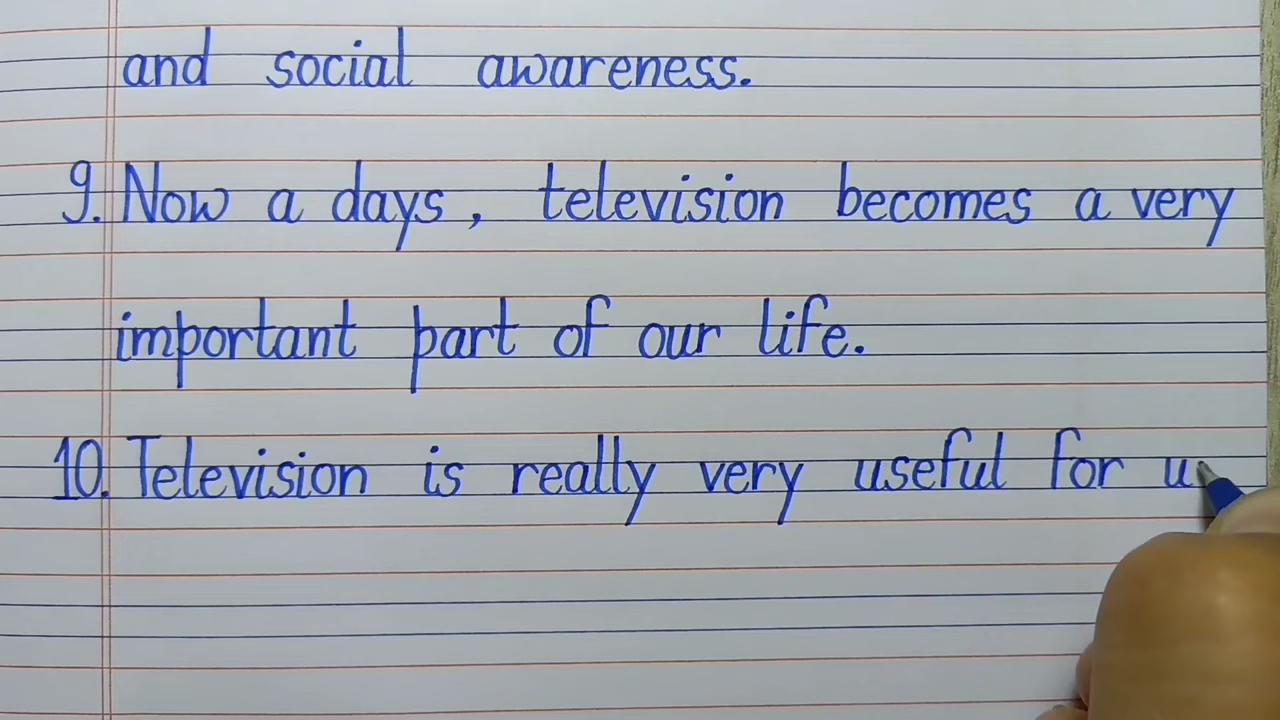 and social awareness.
9. Now a days, television becomes a very
important part of our life.
10. Television is really very useful for u